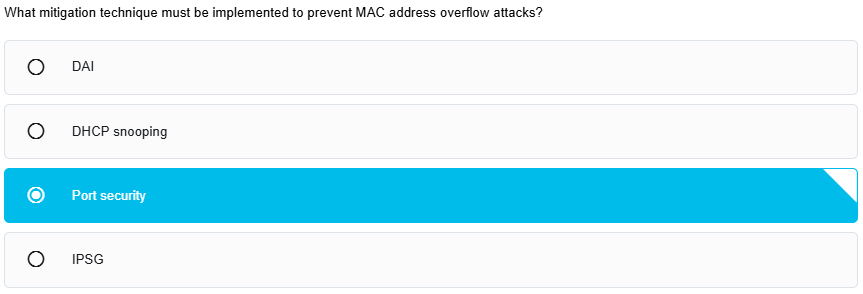 What mitigation technique must be implemented to prevent MAC address overflow attacks?
DAI
DHCP snooping
Port security
IPSG